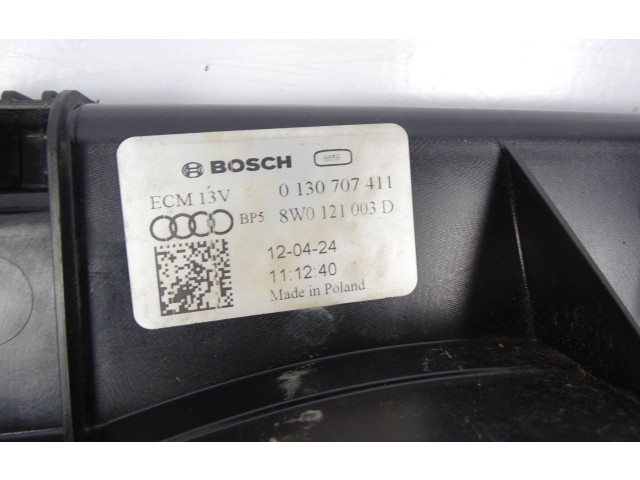 BOSCH
ECM 13V 0 130 707 411
BP5 8W0 121 003 D
12-04-24
11:12:40
Made in Poland